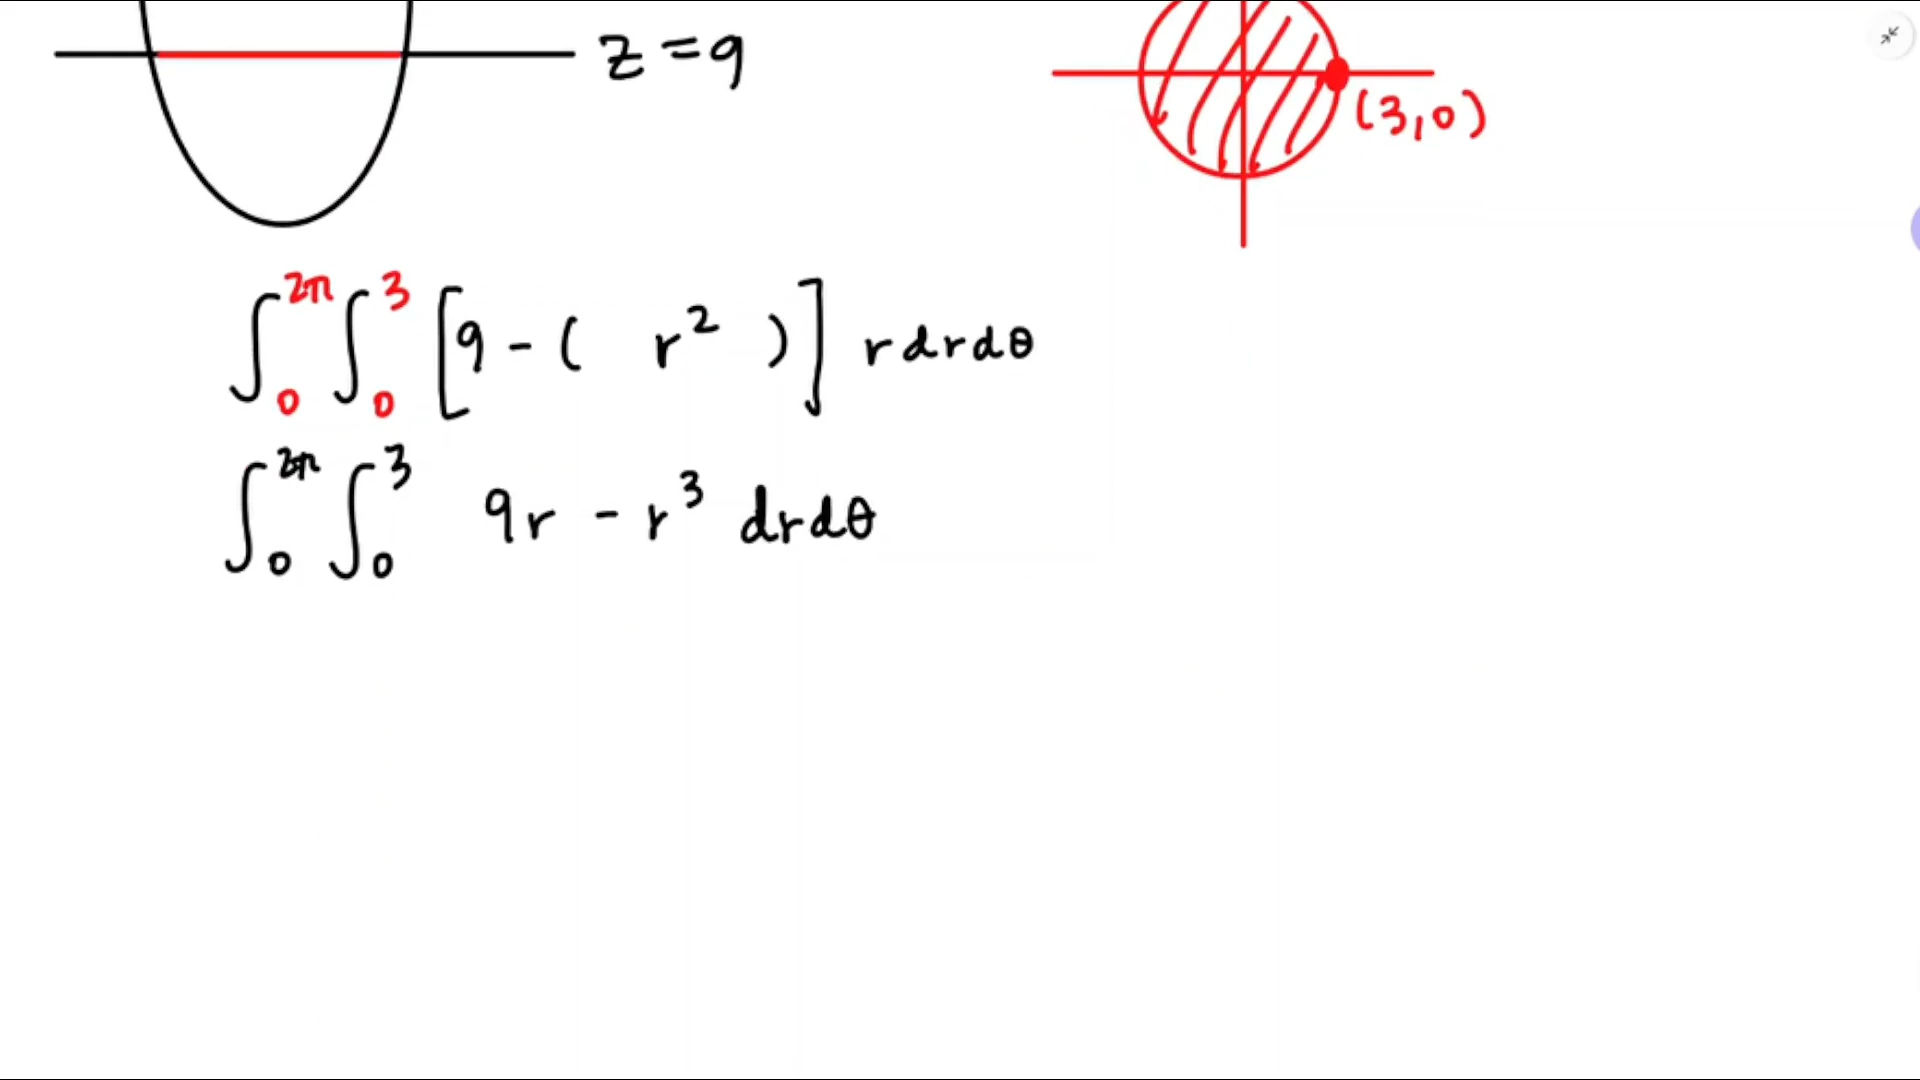 z = 9
(3,0)
∫₀^{2π} ∫₀^3 [9 - ( r² )] r dr dθ
∫₀^{2π} ∫₀^3 9r - r³ dr dθ